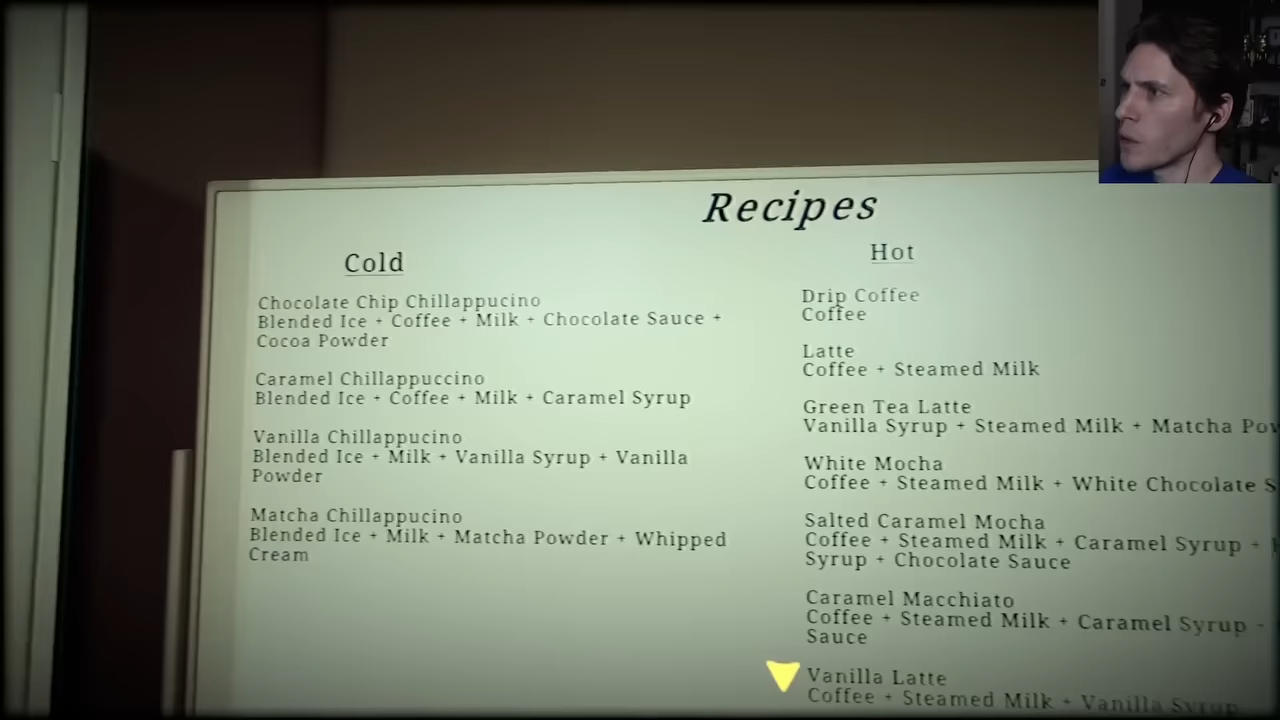 Recipes
Cold
Chocolate Chip Chillappucino
Blended Ice + Coffee + Milk + Chocolate Sauce +
Cocoa Powder
Caramel Chillappuccino
Blended Ice + Coffee + Milk + Caramel Syrup
Vanilla Chillappucino
Blended Ice + Milk + Vanilla Syrup + Vanilla
Powder
Matcha Chillappucino
Blended Ice + Milk + Matcha Powder + Whipped
Cream
Hot
Drip Coffee
Coffee
Latte
Coffee + Steamed Milk
Green Tea Latte
Vanilla Syrup + Steamed Milk + Matcha
White Mocha
Coffee + Steamed Milk + White Chocolate
Salted Caramel Mocha
Coffee + Steamed Milk + Caramel Syrup +
Syrup + Chocolate Sauce
Caramel Macchiato
Coffee + Steamed Milk + Caramel Syrup
Sauce
Vanilla Latte
Coffee + Steamed Milk + Vanilla Syrup